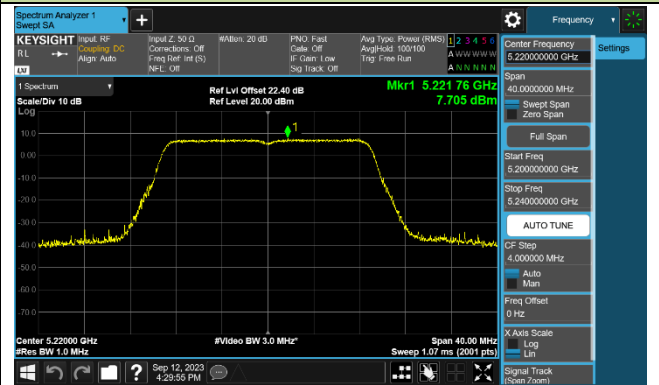 Spectrum Analyzer 1
Swept SA
Frequency
KEYSIGHT
RL
Input: RF
Coupling: DC
Align: Auto
Input Z: 50 Ω
Corrections: Off
Freq Ref: Int (S)
NFE: Off
#Atten: 20 dB
PNO: Fast
Gate: Off
IF Gain: Low
Sig Track: Off
Avg Type: Power (RMS)
Avg|Hold: 100/100
Trig: Free Run
1 2 3 4 5 6
A W W W W W
A N N N N N
1 Spectrum
Scale/Div 10 dB
Log
Ref Lvl Offset 22.40 dB
Ref Level 20.00 dBm
Mkr1 5.221 76 GHz
7.705 dBm
1
10.0
0.00
-10.0
-20.0
-30.0
-40.0
-50.0
-60.0
-70.0
Center 5.22000 GHz
#Res BW 1.0 MHz
#Video BW 3.0 MHz*
Span 40.00 MHz
Sweep 1.07 ms (2001 pts)
Sep 12, 2023
4:29:55 PM
Center Frequency
5.220000000 GHz
Settings
Span
40.0000000 MHz
Swept Span
Zero Span
Full Span
Start Freq
5.200000000 GHz
Stop Freq
5.240000000 GHz
AUTO TUNE
CF Step
4.000000 MHz
Auto
Man
Freq Offset
0 Hz
X Axis Scale
Log
Lin
Signal Track
(Span Zoom)